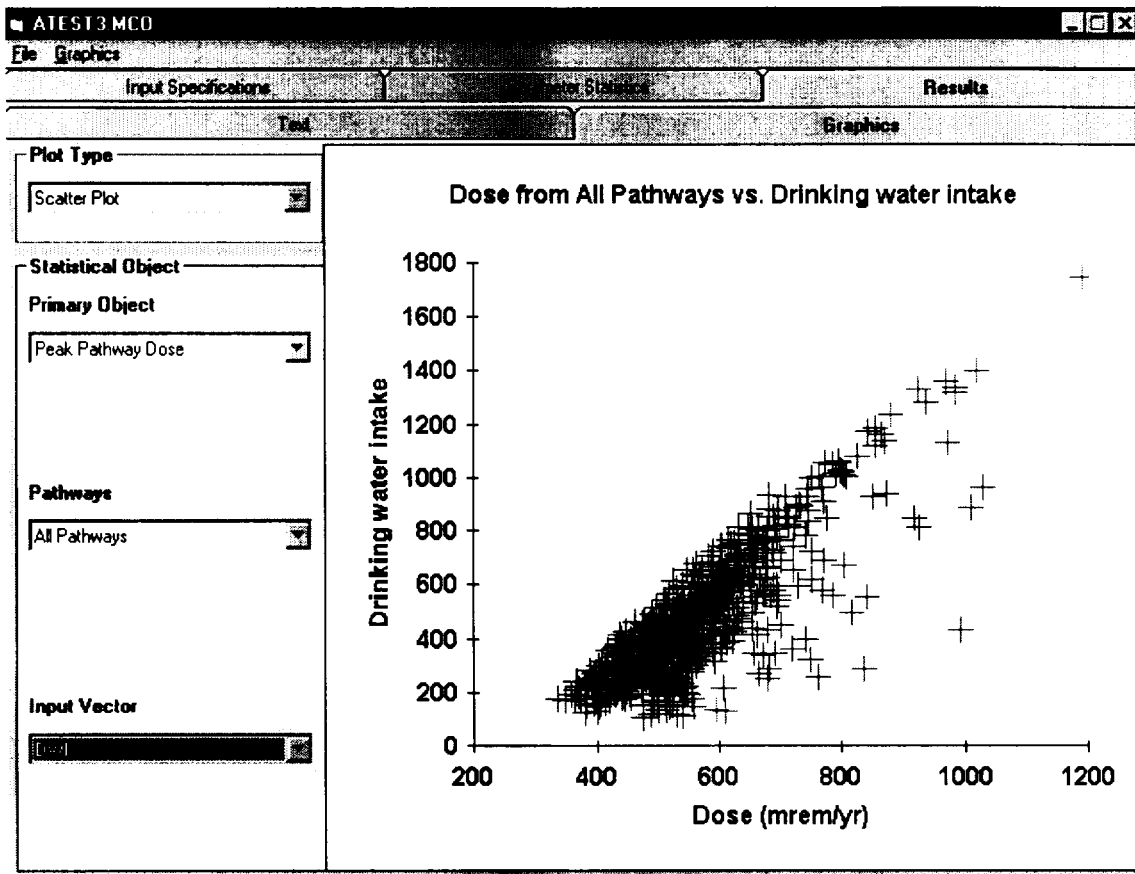 ATEST3.MCO
File Graphics
Input Specifications
Statistics
Results
Text
Graphics
Plot Type
Scatter Plot
Statistical Object
Primary Object
Peak Pathway Dose
Pathways
All Pathways
Input Vector
Dose from All Pathways vs. Drinking water intake
Drinking water intake
1800
1600
1400
1200
1000
800
600
400
200
0
200 400 600 800 1000 1200
Dose (mrem/yr)